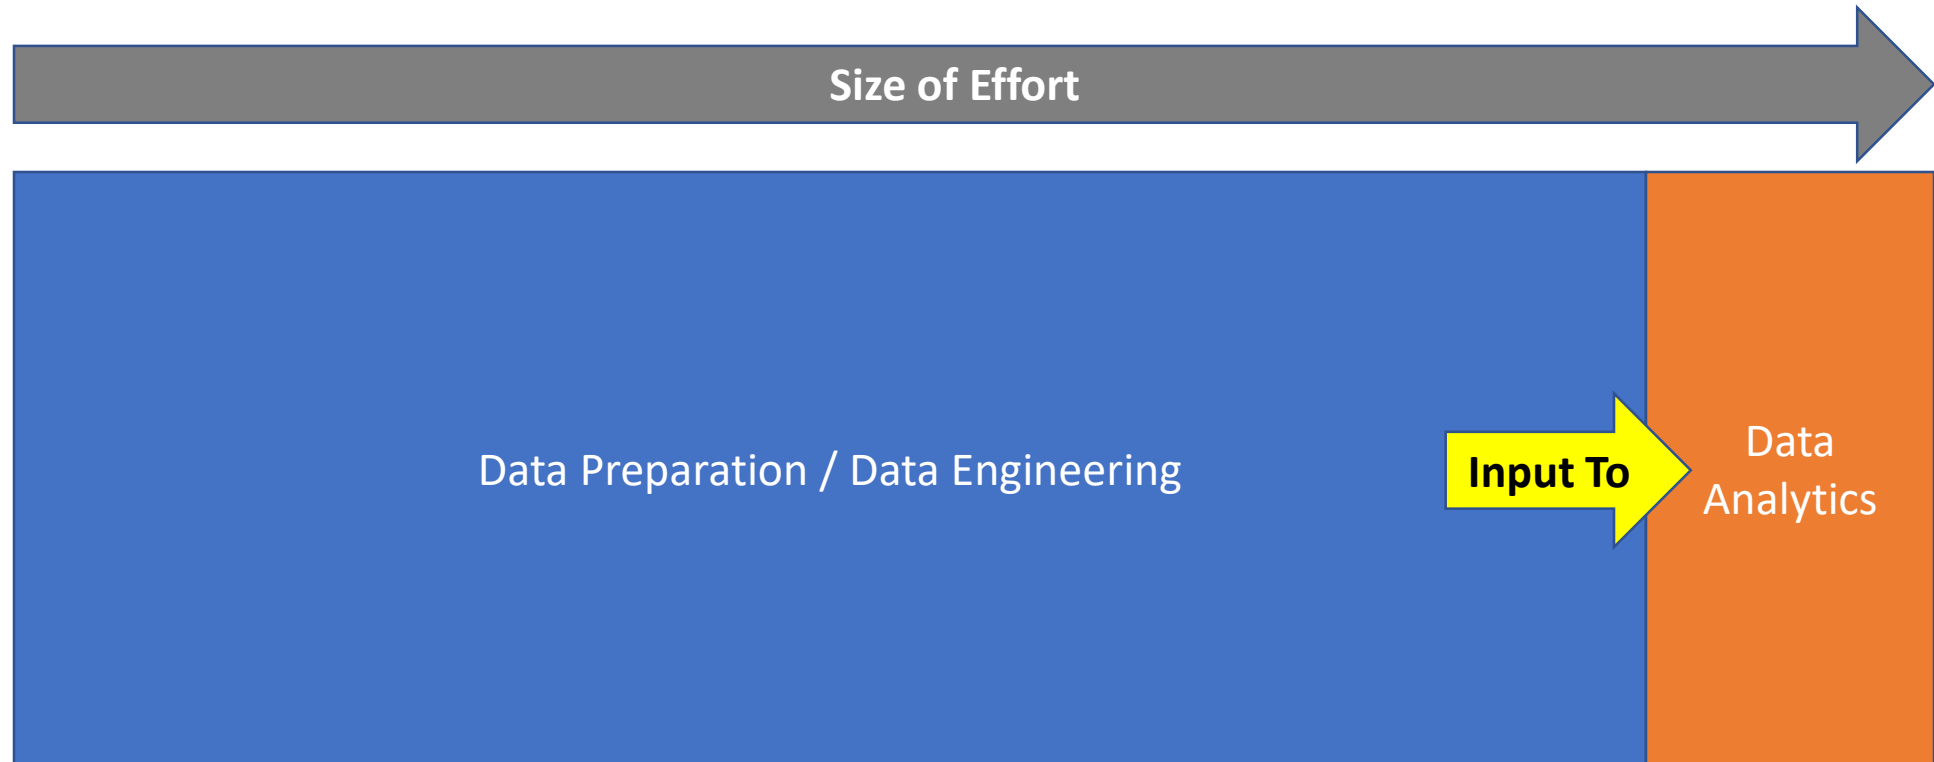 Size of Effort
Data Preparation / Data Engineering
Input To
Data
Analytics